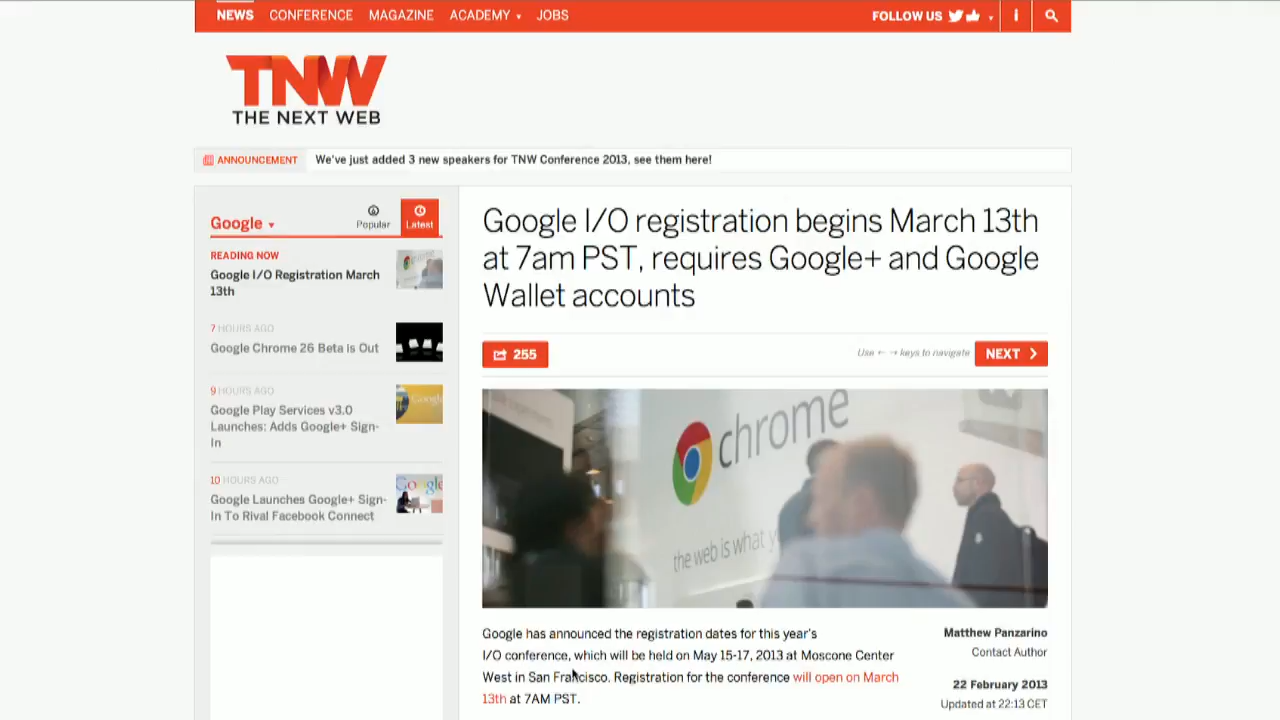 NEWS CONFERENCE MAGAZINE ACADEMY JOBS FOLLOW US
TNW
THE NEXT WEB
ANNOUNCEMENT We've just added 3 new speakers for TNW Conference 2013, see them here!
Google Popular Latest
READING NOW
Google I/O Registration March
13th
7 HOURS AGO
Google Chrome 26 Beta is Out
9 HOURS AGO
Google Play Services v3.0
Launches: Adds Google+ Sign-
In
10 HOURS AGO
Google Launches Google+ Sign-
In To Rival Facebook Connect
Google I/O registration begins March 13th
at 7am PST, requires Google+ and Google
Wallet accounts
255
Use ← → keys to navigate NEXT
chrome
the web is what y
Google has announced the registration dates for this year's
I/O conference, which will be held on May 15-17, 2013 at Moscone Center
West in San Francisco. Registration for the conference will open on March
13th at 7AM PST.
Matthew Panzarino
Contact Author
22 February 2013
Updated at 22:13 CET